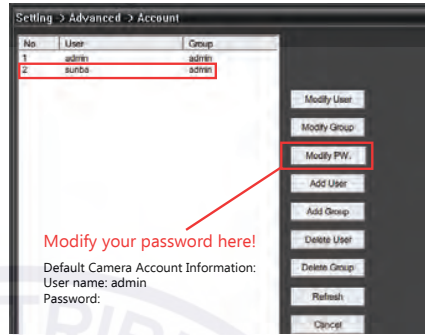 Setting -> Advanced -> Account
No. User Group
1 admin admin
2 sunba admin
Modify User
Modify Group
Modify PW.
Add User
Add Group
Delete User
Delete Group
Refresh
Cancel
Modify your password here!
Default Camera Account Information:
User name: admin
Password: